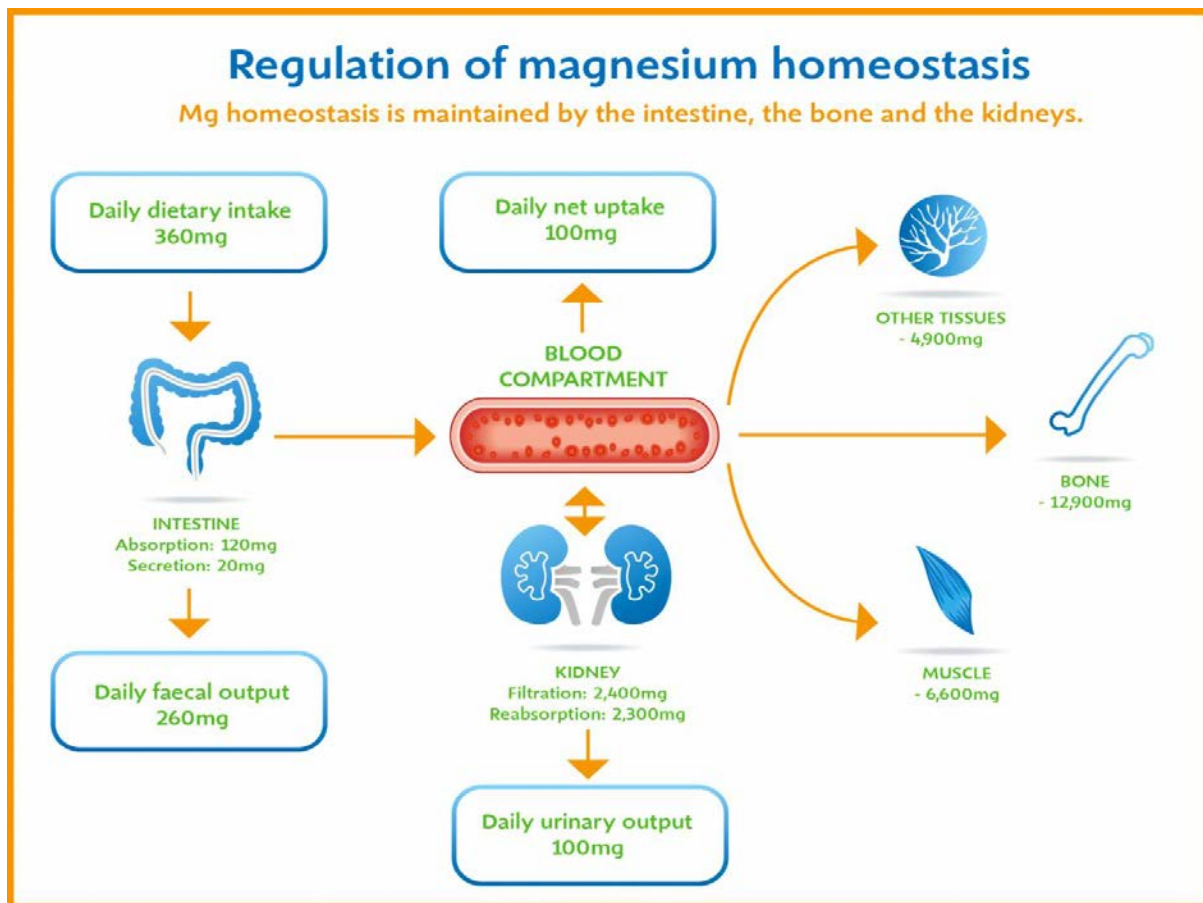 Regulation of magnesium homeostasis
Mg homeostasis is maintained by the intestine, the bone and the kidneys.
Daily dietary intake
360mg
Daily net uptake
100mg
OTHER TISSUES
- 4,900mg
BLOOD
COMPARTMENT
BONE
- 12,900mg
INTESTINE
Absorption: 120mg
Secretion: 20mg
KIDNEY
Filtration: 2,400mg
Reabsorption: 2,300mg
MUSCLE
- 6,600mg
Daily faecal output
260mg
Daily urinary output
100mg